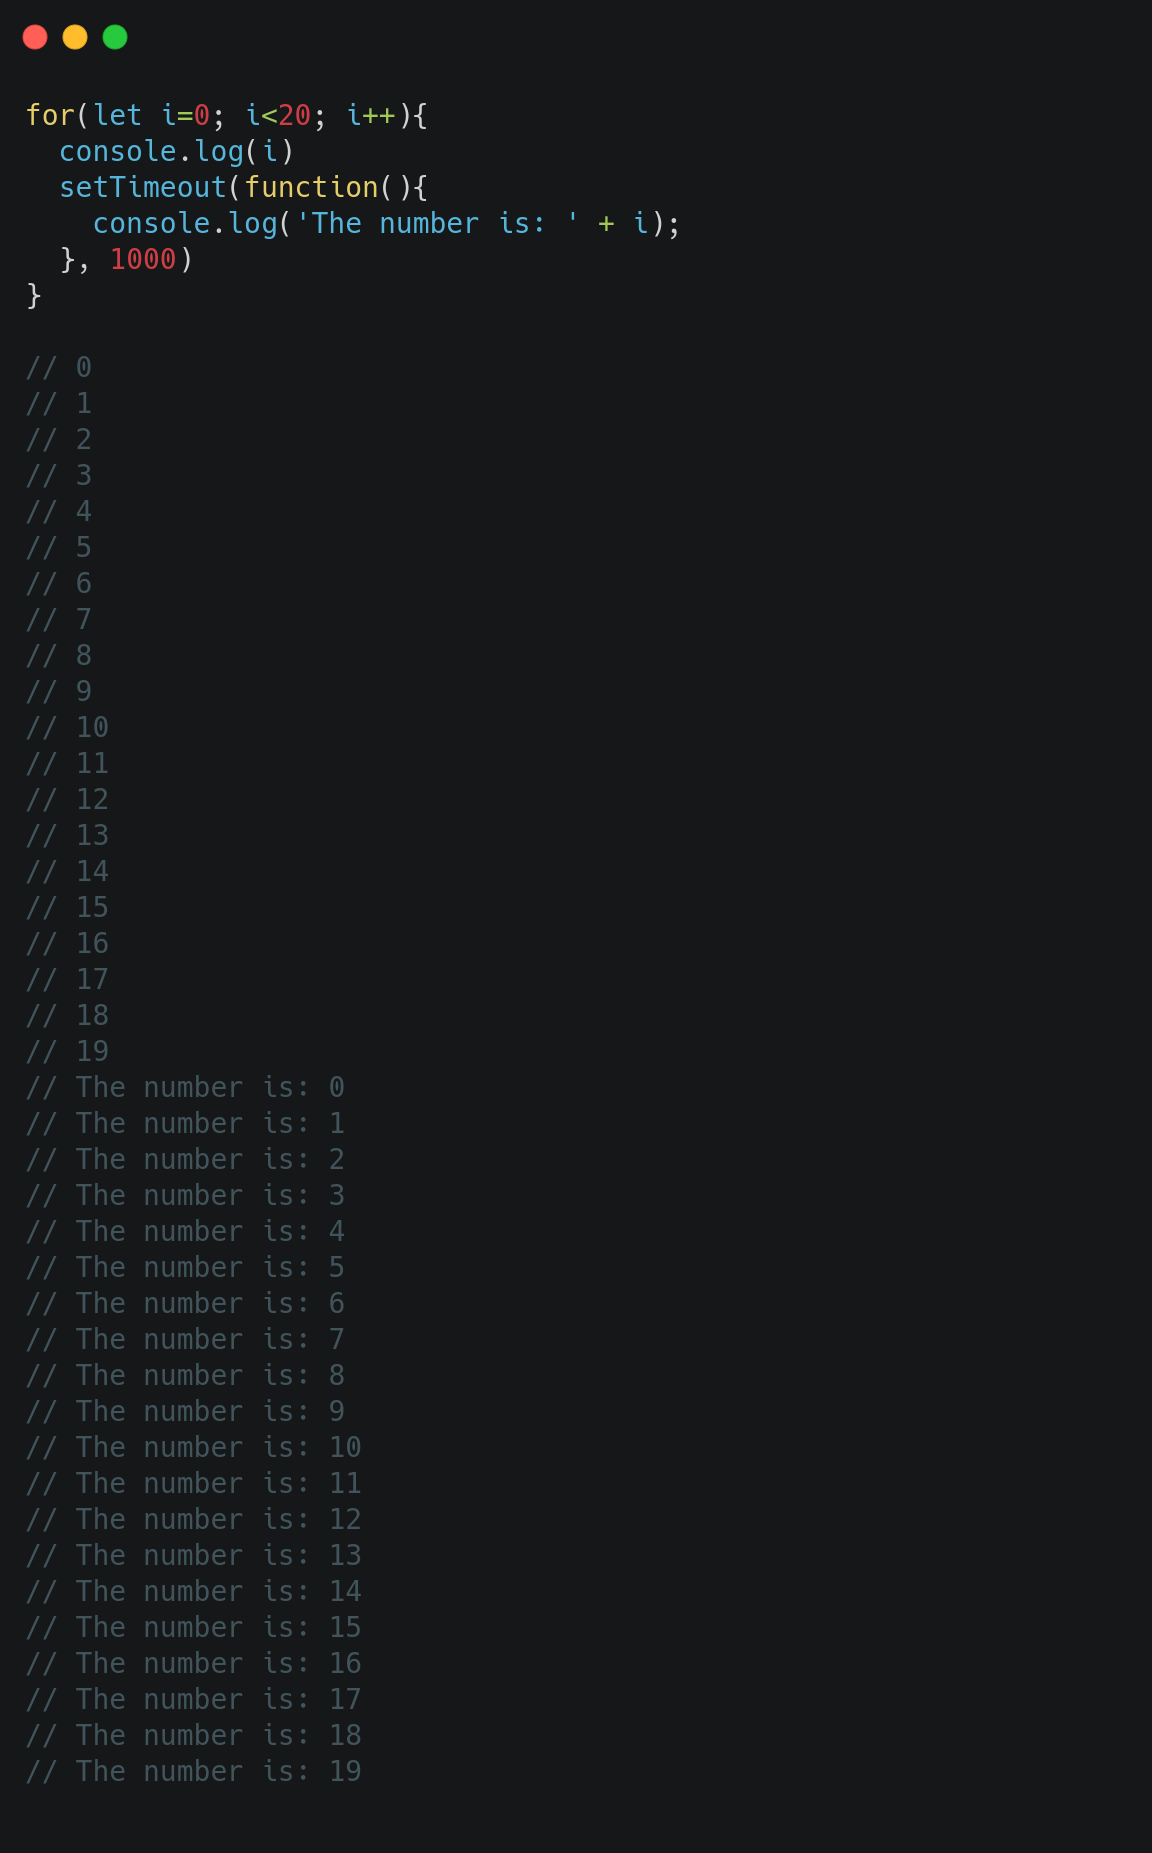 for(let i=0; i<20; i++){
  console.log(i)
  setTimeout(function(){
    console.log('The number is: ' + i);
  }, 1000)
}

// 0
// 1
// 2
// 3
// 4
// 5
// 6
// 7
// 8
// 9
// 10
// 11
// 12
// 13
// 14
// 15
// 16
// 17
// 18
// 19
// The number is: 0
// The number is: 1
// The number is: 2
// The number is: 3
// The number is: 4
// The number is: 5
// The number is: 6
// The number is: 7
// The number is: 8
// The number is: 9
// The number is: 10
// The number is: 11
// The number is: 12
// The number is: 13
// The number is: 14
// The number is: 15
// The number is: 16
// The number is: 17
// The number is: 18
// The number is: 19